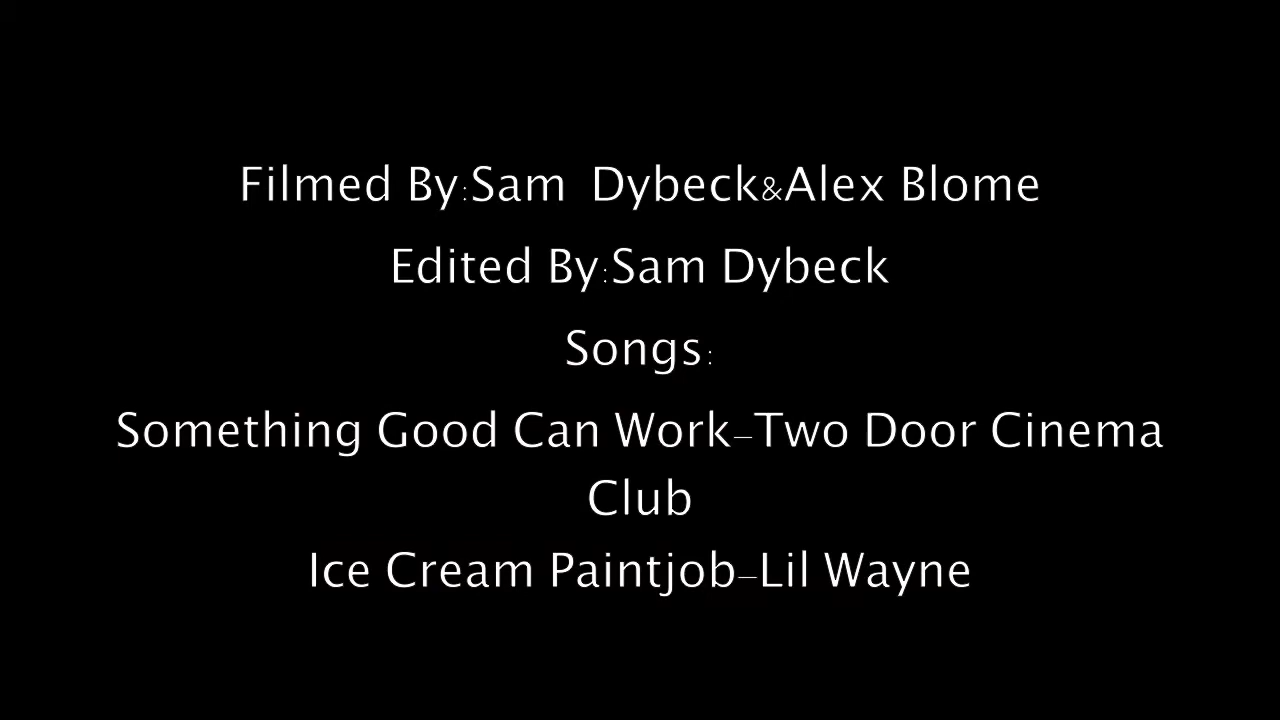 Filmed By:Sam  Dybeck&Alex Blome
Edited By:Sam Dybeck
Songs:
Something Good Can Work-Two Door Cinema
Club
Ice Cream Paintjob-Lil Wayne